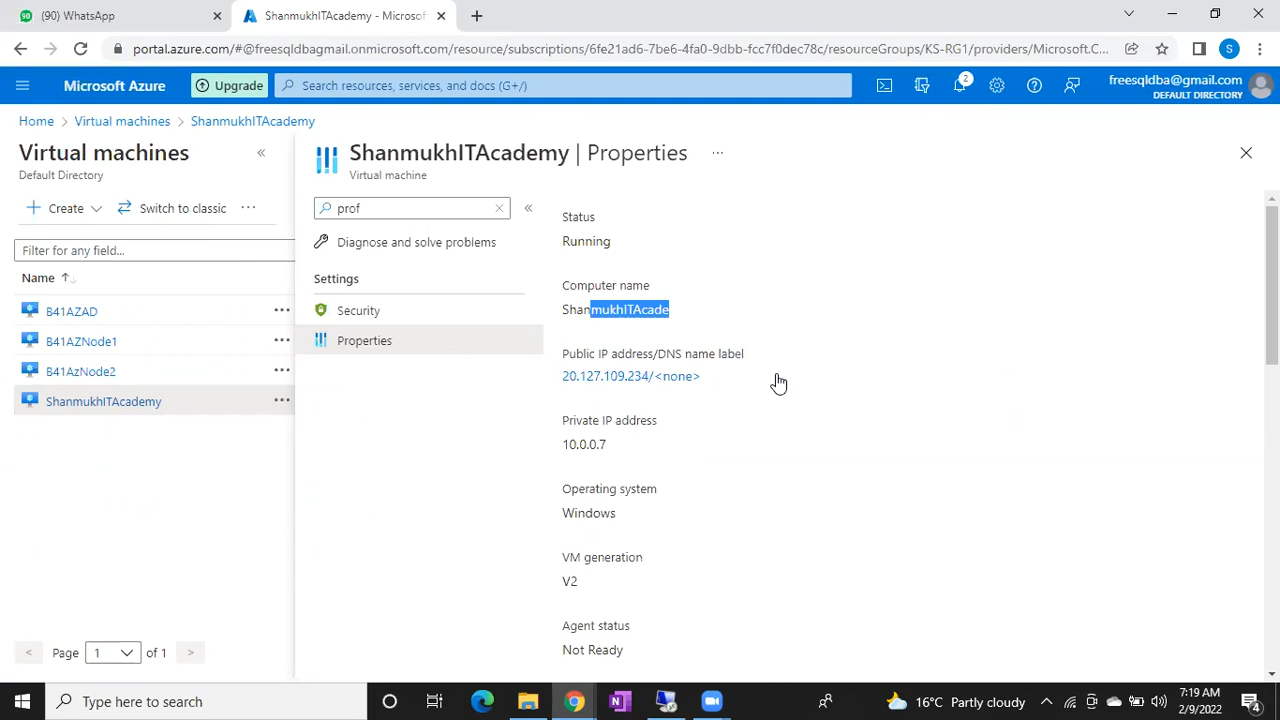 (90) WhatsApp
ShanmukhITAcademy - Microsof
portal.azure.com/#@freesqldbagmail.onmicrosoft.com/resource/subscriptions/6fe21ad6-7be6-4fa0-9dbb-fcc7f0dec78c/resourceGroups/KS-RG1/providers/Microsoft.C...
S
Microsoft Azure
Upgrade
Search resources, services, and docs (G+/)
2
freesqldba@gmail.com
DEFAULT DIRECTORY
Home > Virtual machines > ShanmukhITAcademy
Virtual machines
Default Directory
Create
Switch to classic
...
Filter for any field...
Name
B41AZAD
B41AZNode1
B41AzNode2
ShanmukhITAcademy
< Page 1 of 1 >
ShanmukhITAcademy | Properties ...
Virtual machine
prof
Diagnose and solve problems
Settings
Security
Properties
Status
Running
Computer name
ShanmukhITAcade
Public IP address/DNS name label
20.127.109.234/<none>
Private IP address
10.0.0.7
Operating system
Windows
VM generation
V2
Agent status
Not Ready
Type here to search
16°C Partly cloudy
7:19 AM
2/9/2022
4